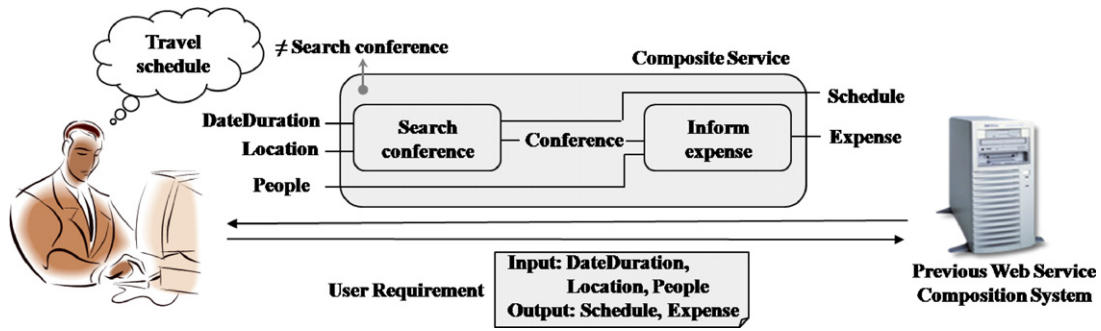 Travel
schedule
≠ Search conference
Composite Service
DateDuration
Location
People
Search
conference
Conference
Inform
expense
Schedule
Expense
User Requirement
Input: DateDuration,
Location, People
Output: Schedule, Expense
Previous Web Service
Composition System